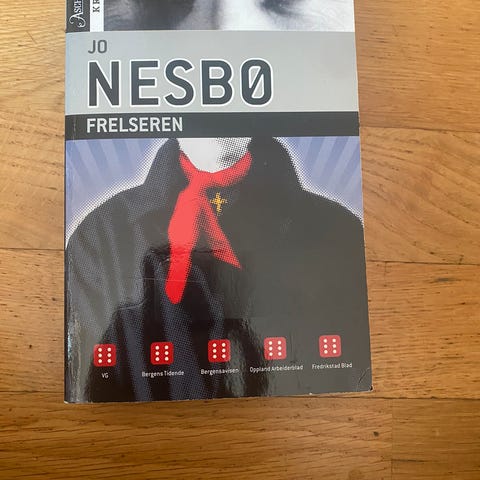 JO
NESBØ
FRELSEREN
VG
Bergens Tidende
Bergensavisen
Oppland Arbeiderblad
Fredrikstad Blad